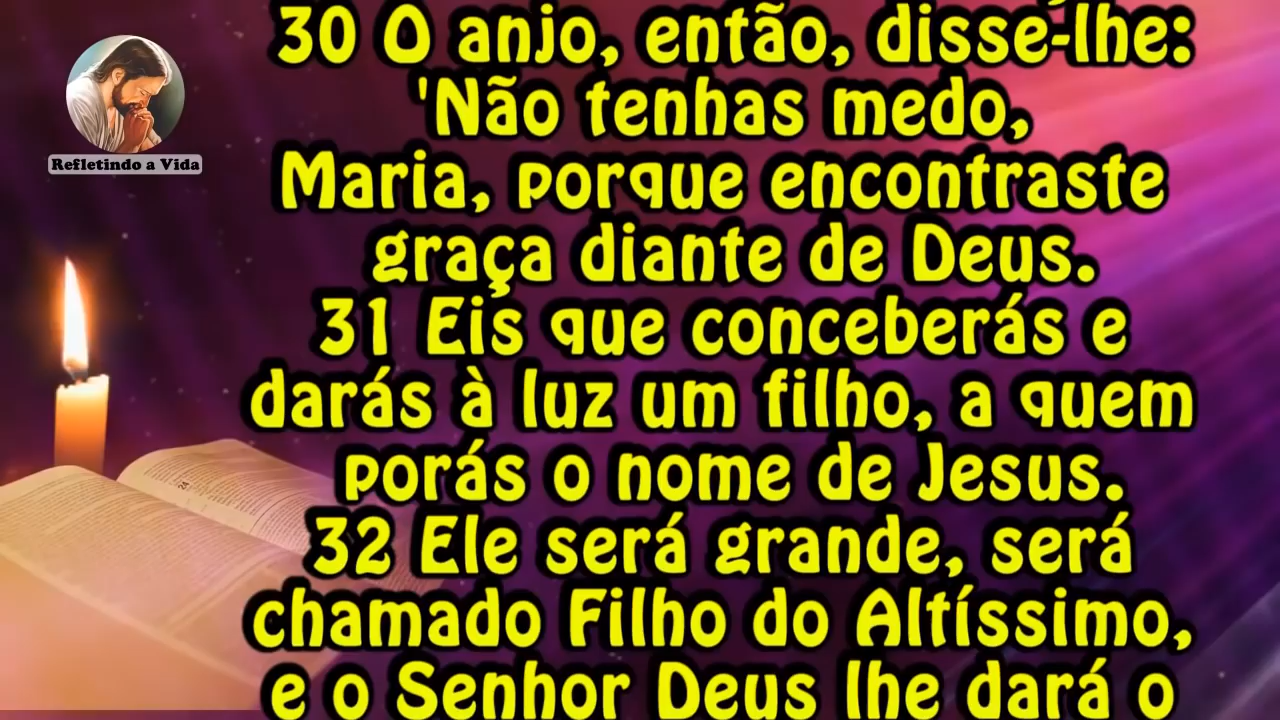 Refletindo a Vida
30 O anjo, então, disse-lhe:
'Não tenhas medo,
Maria, porque encontraste
graça diante de Deus.
31 Eis que conceberás e
darás à luz um filho, a quem
porás o nome de Jesus.
32 Ele será grande, será
chamado Filho do Altíssimo,
e o Senhor Deus lhe dará o